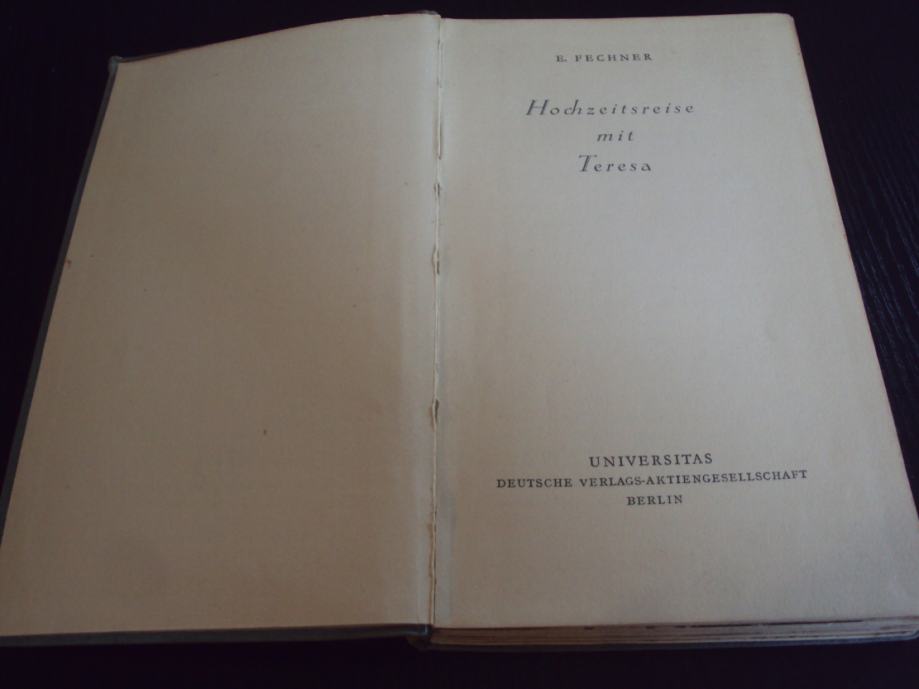 E. FECHNER
Hochzeitsreise
mit
Teresa
UNIVERSITAS
DEUTSCHE VERLAGS-AKTIENGESELLSCHAFT
BERLIN